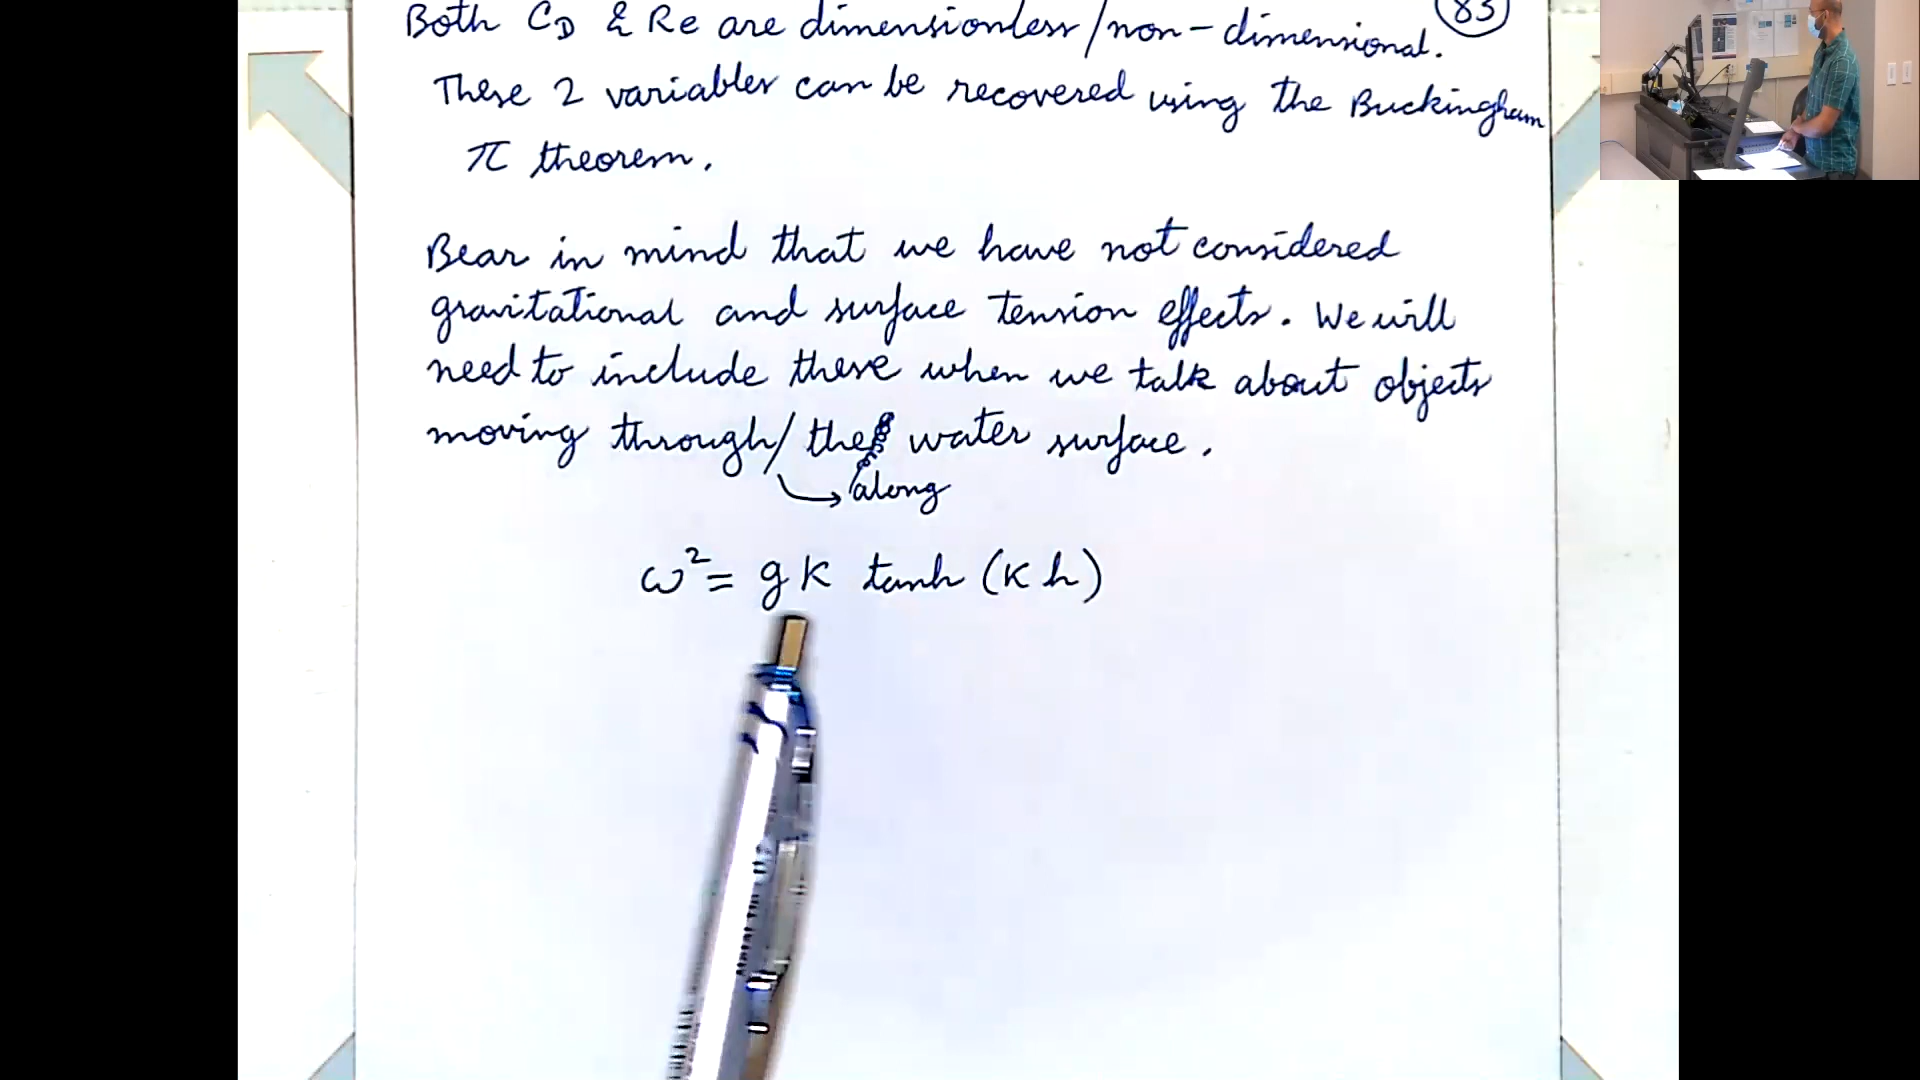 Both C_D & Re are dimensionless/non-dimensional.
83
These 2 variables can be recovered using the Buckingham
π theorem.
Bear in mind that we have not considered
gravitational and surface tension effects. We will
need to include these when we talk about objects
moving through/ the water surface.
along
ω² = gk tanh (kh)